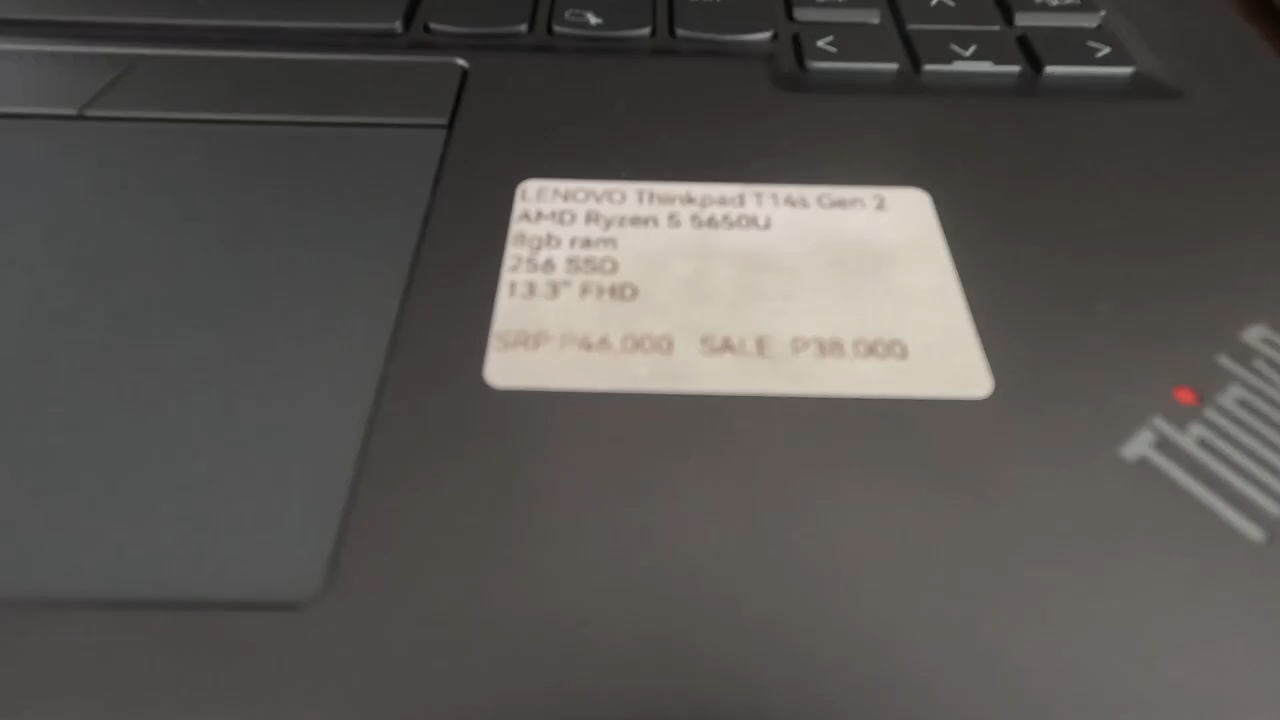 LENOVO Thinkpad T14s Gen 2
AMD Ryzen 5 5650U
8gb ram
256 SSD
13.3" FHD
SRP P46,000 SALE P38,000
Think